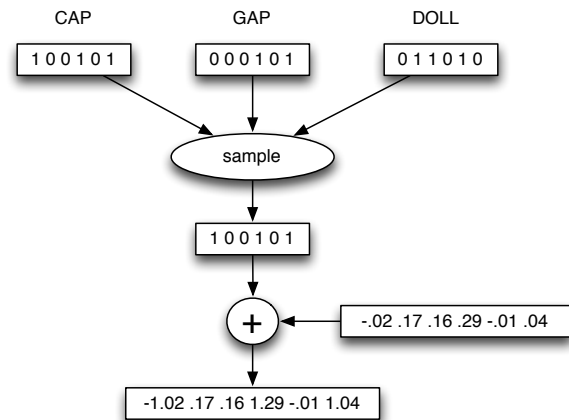 CAP GAP DOLL
1 0 0 1 0 1 0 0 0 1 0 1 0 1 1 0 1 0
sample
1 0 0 1 0 1
+ -.02 .17 .16 .29 -.01 .04
-1.02 .17 .16 1.29 -.01 1.04